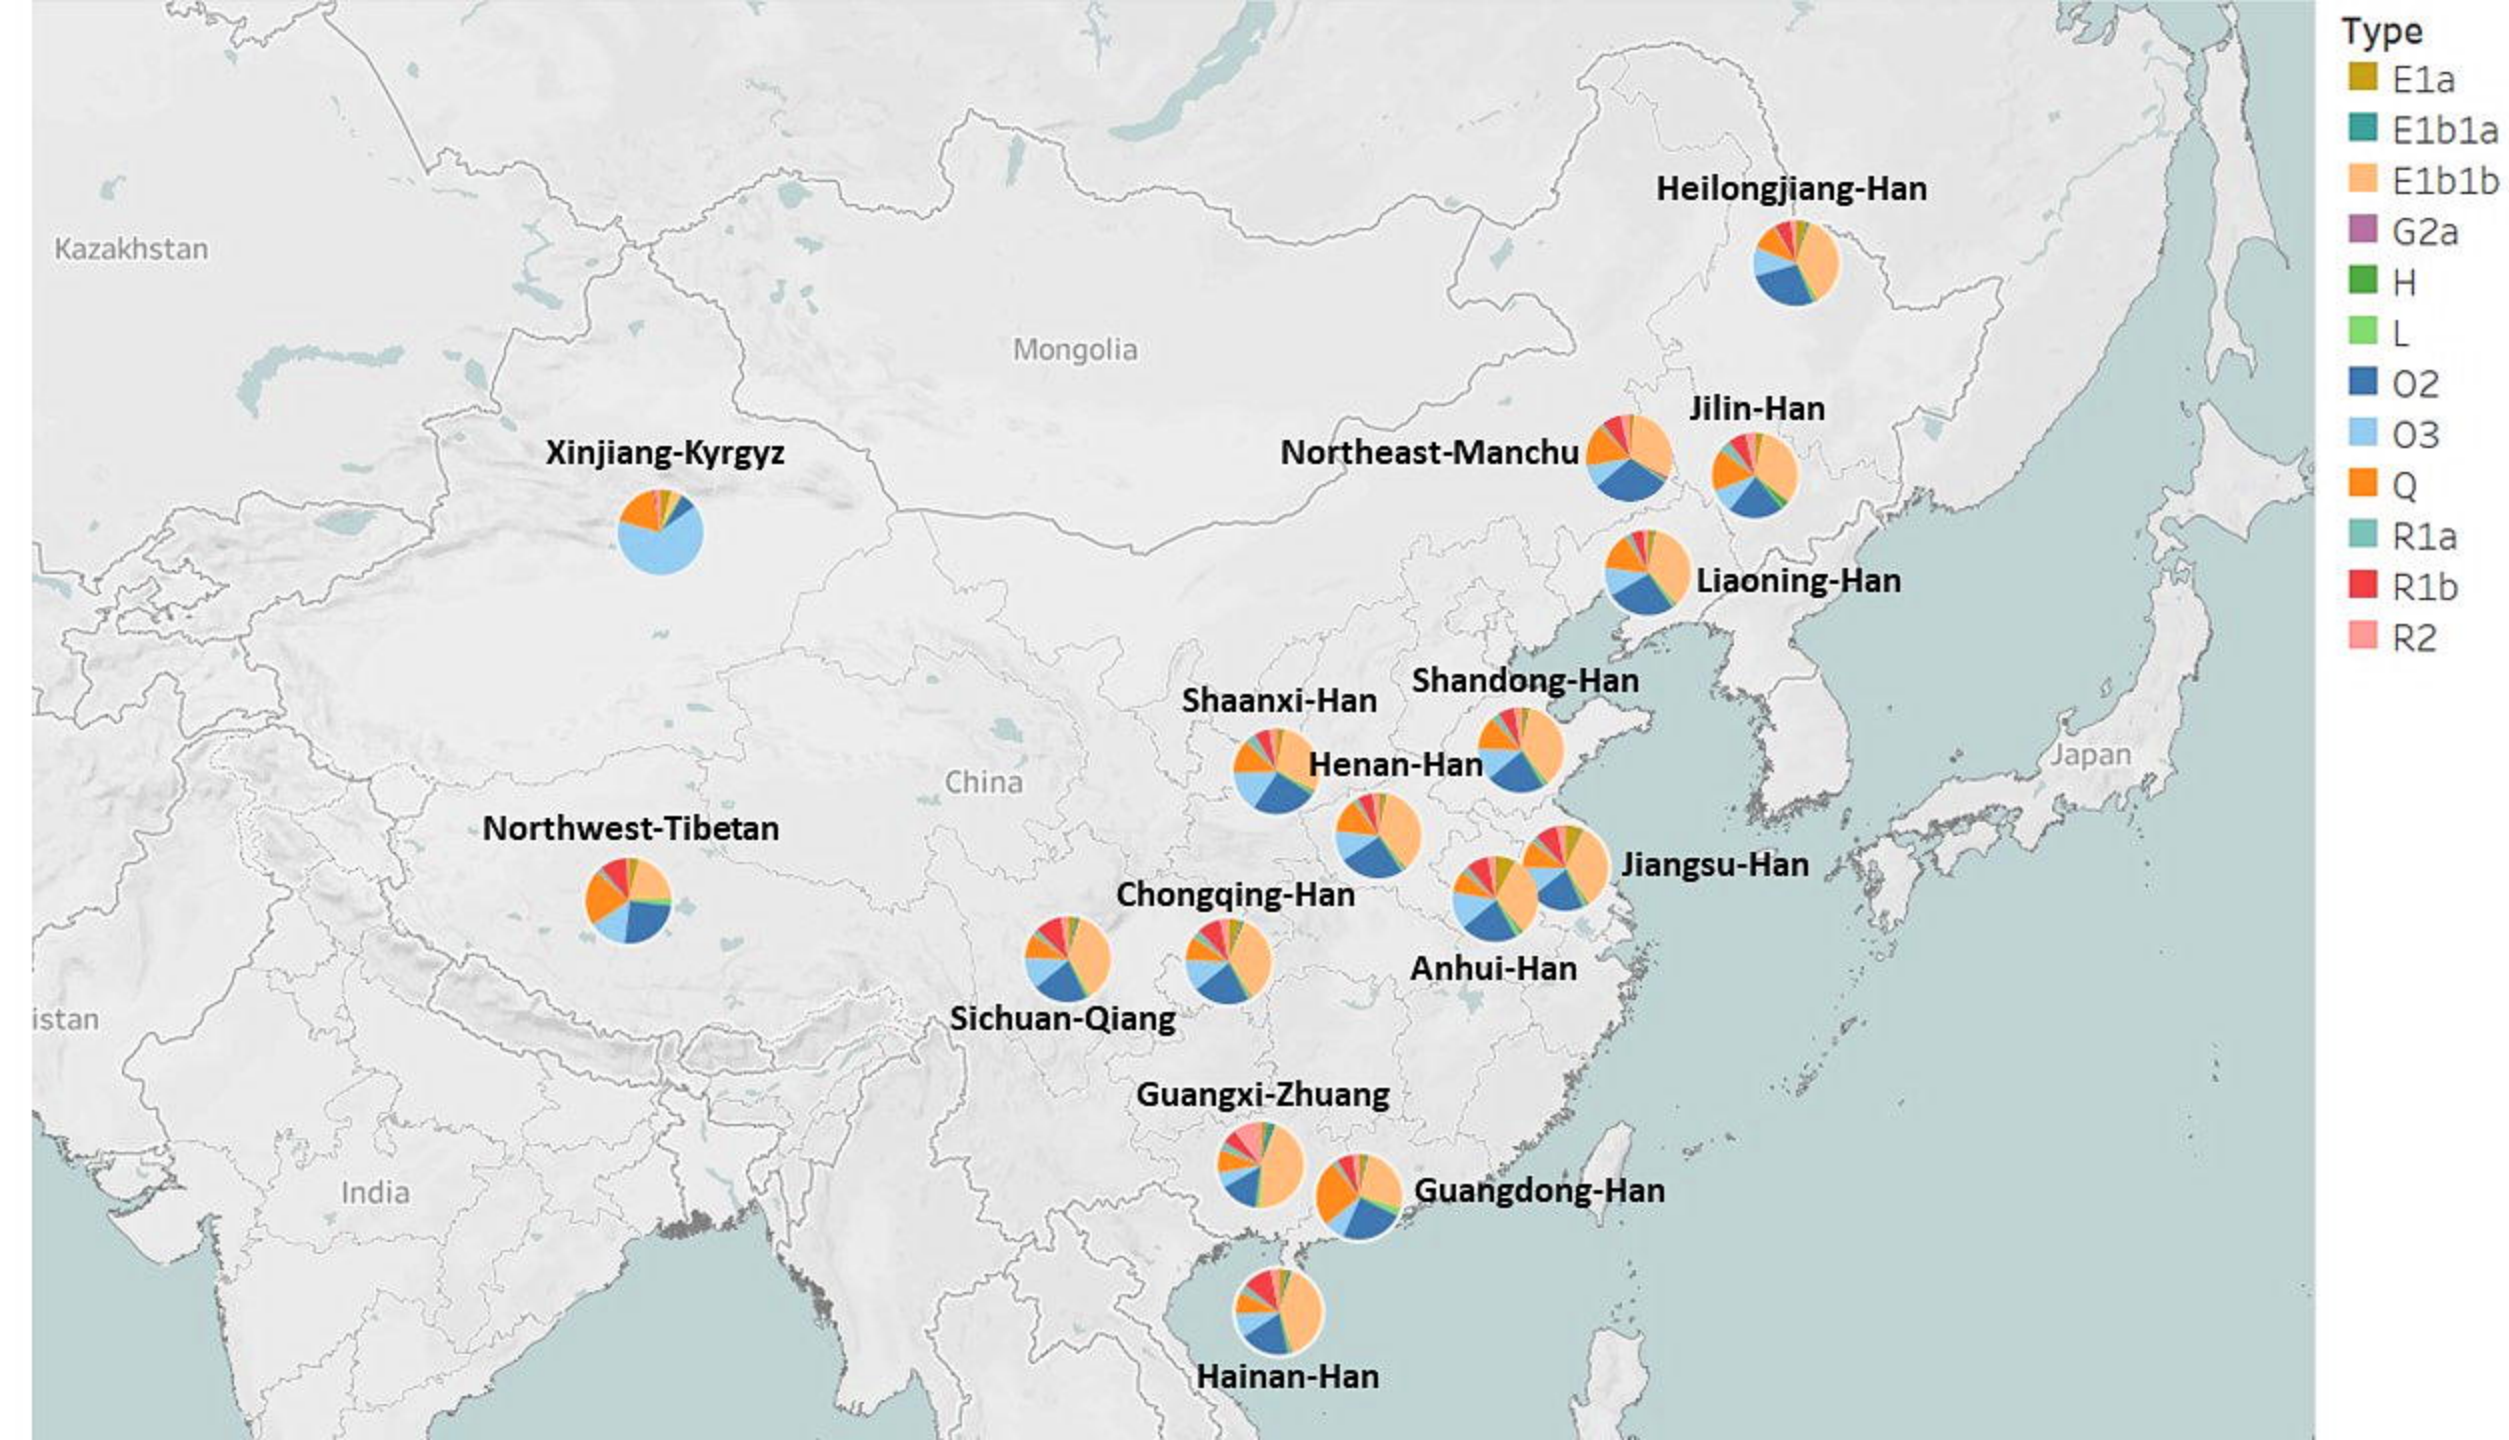 Type
E1a
E1b1a
E1b1b
G2a
H
L
O2
O3
Q
R1a
R1b
R2
Heilongjiang-Han
Kazakhstan
Mongolia
Jilin-Han
Xinjiang-Kyrgyz
Northeast-Manchu
Liaoning-Han
Shandong-Han
Shaanxi-Han
Henan-Han
Japan
China
Northwest-Tibetan
Jiangsu-Han
Chongqing-Han
Anhui-Han
istan
Sichuan-Qiang
Guangxi-Zhuang
India
Guangdong-Han
Hainan-Han